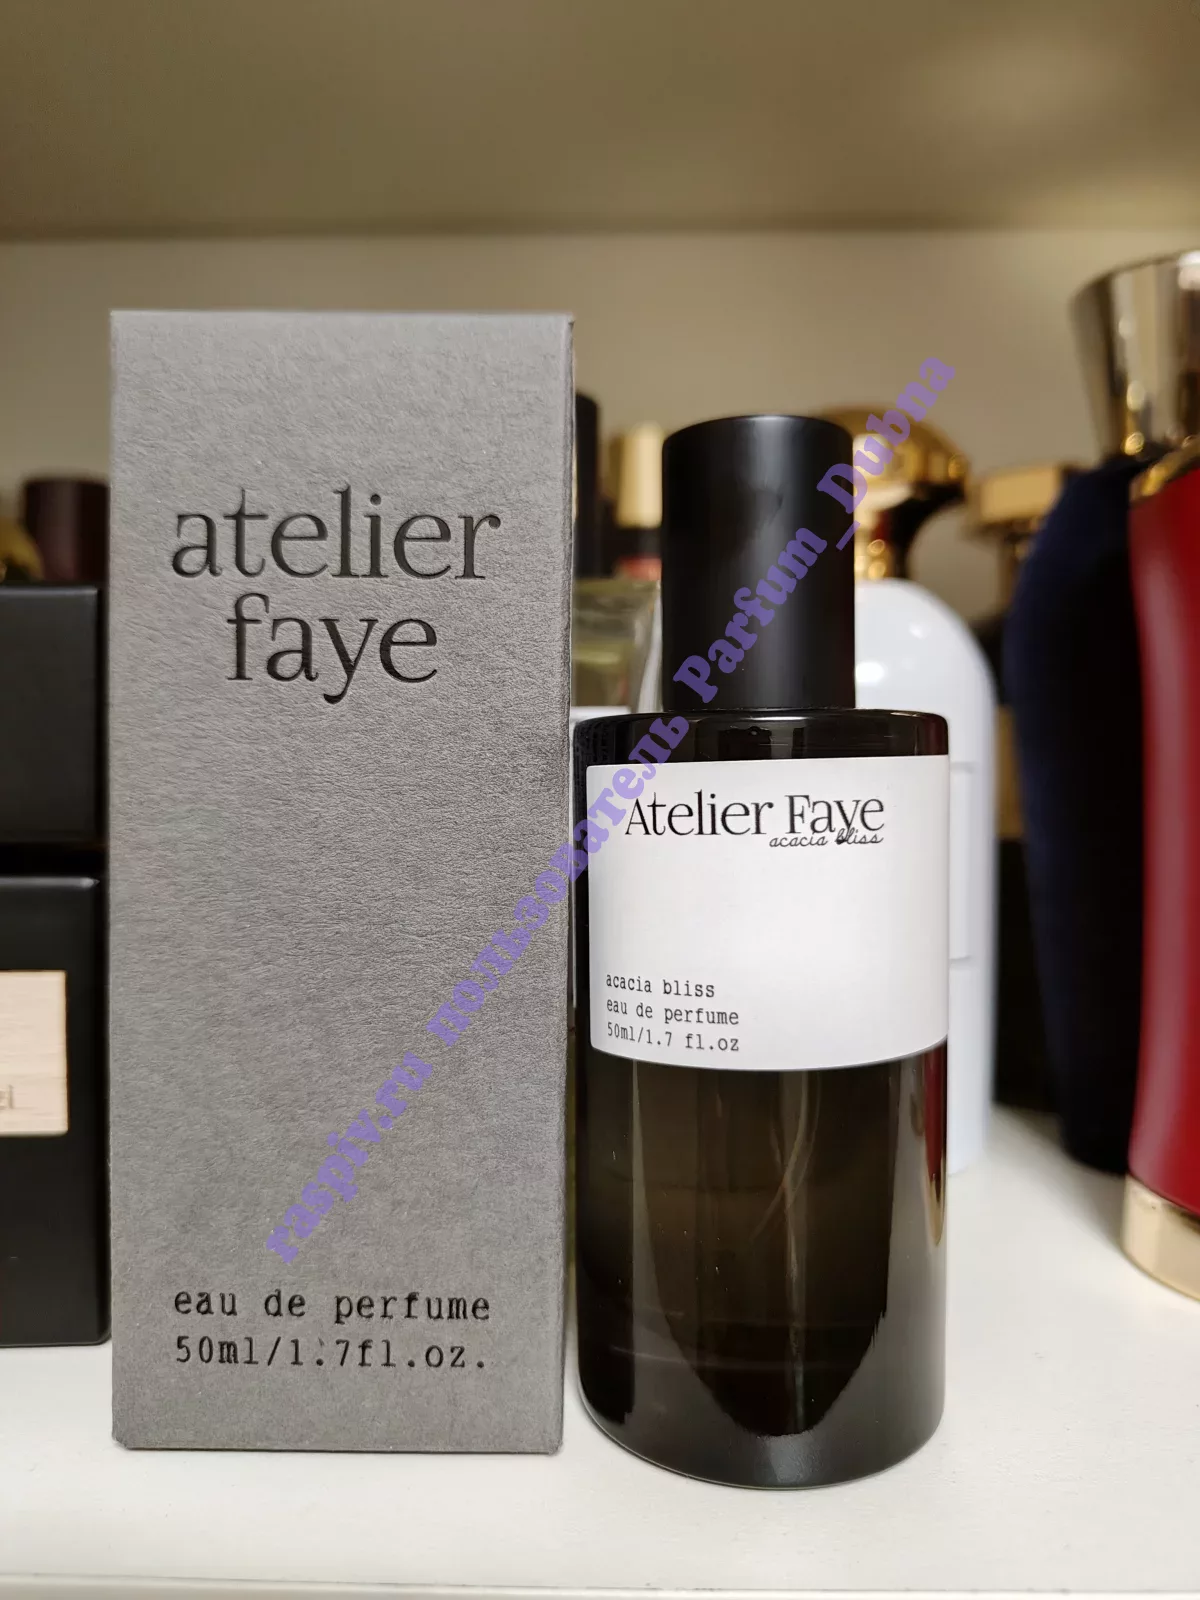 atelier
faye
eau de perfume
50ml/1.7fl.oz.
Atelier Faye
acacia bliss
acacia bliss
eau de perfume
50ml/1.7 fl.oz
raspiv.ru пользователь Parfum_Dubna